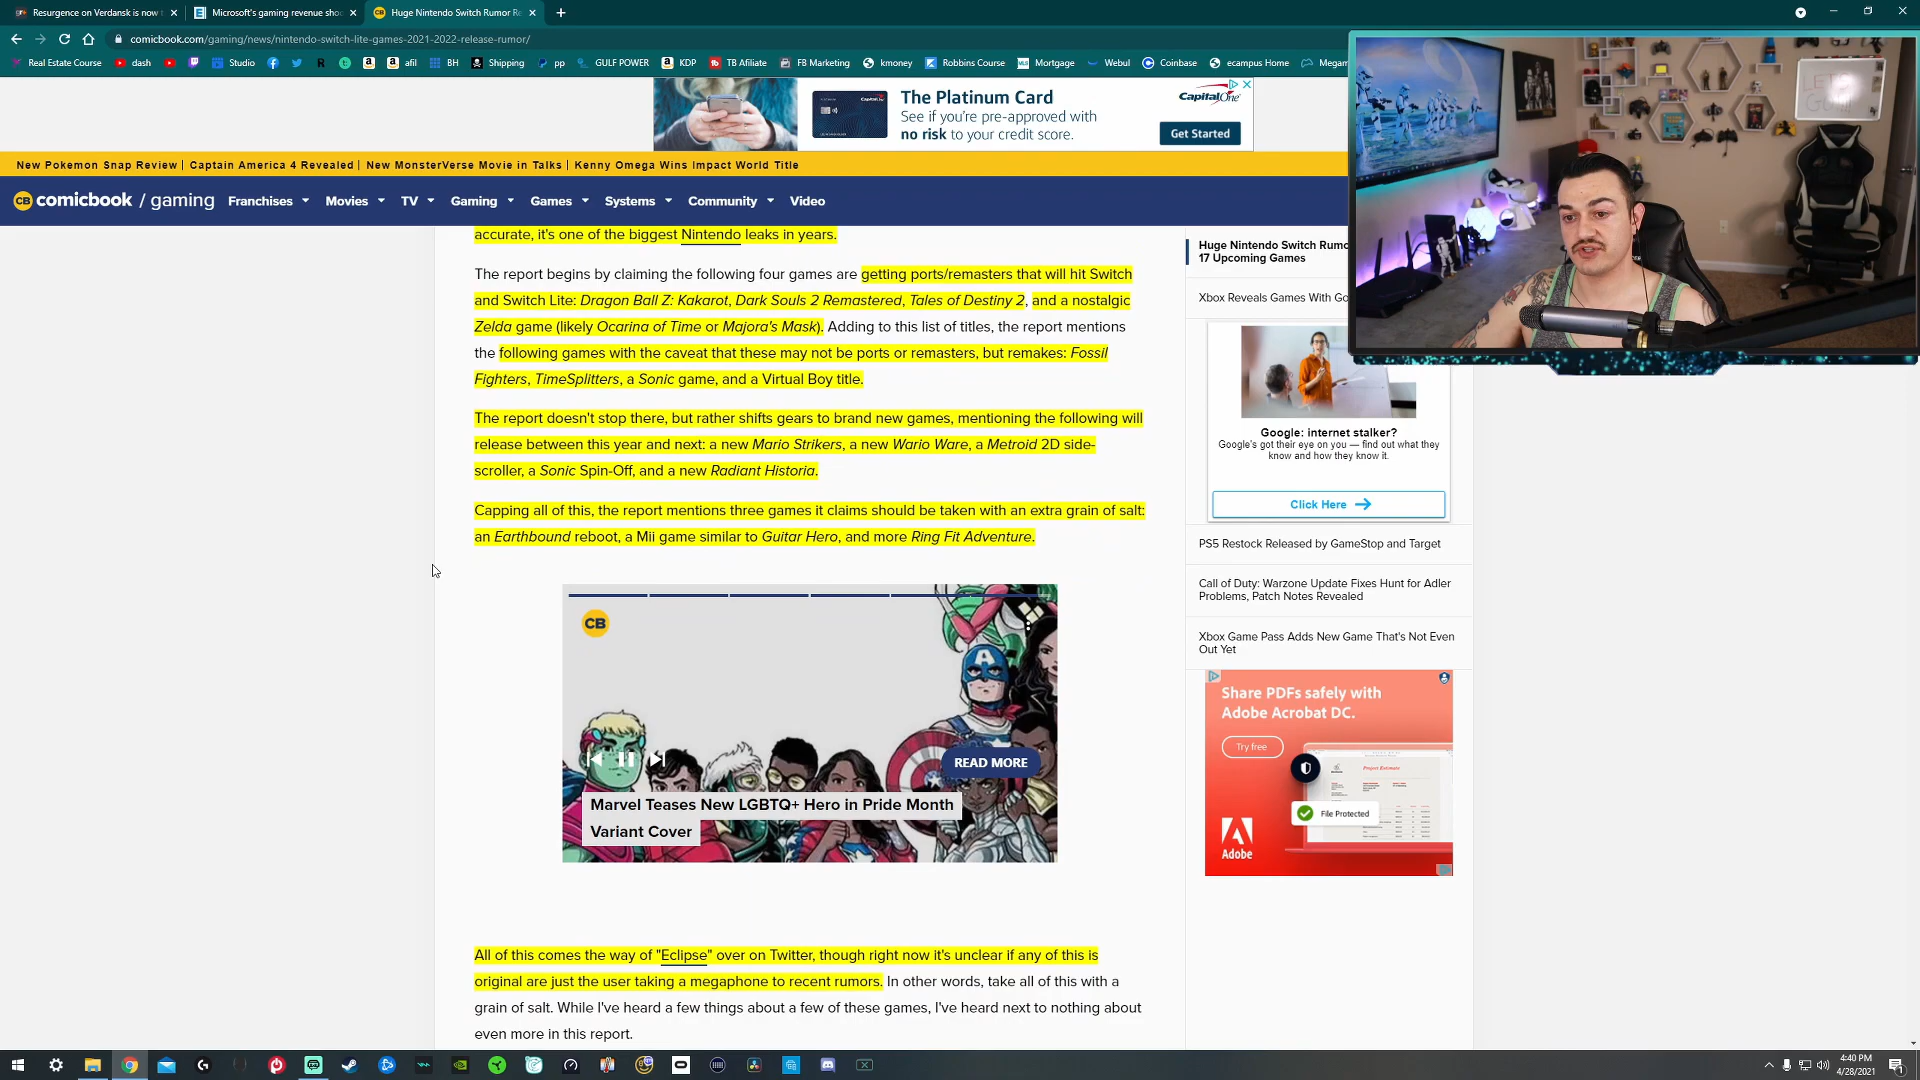 Resurgence on Verdansk is now
Microsoft's gaming revenue sho
Huge Nintendo Switch Rumor Re
comicbook.com/gaming/news/nintendo-switch-lite-games-2021-2022-release-rumor/
Real Estate Course dash Studio afil BH Shipping pp GULF POWER KDP TB Afiliate FB Marketing kmoney Robbins Course Mortgage Webul Coinbase ecampus Home Megam
The Platinum Card
See if you're pre-approved with
no risk to your credit score.
Capital One
Get Started
New Pokemon Snap Review | Captain America 4 Revealed | New MonsterVerse Movie in Talks | Kenny Omega Wins Impact World Title
CB comicbook / gaming Franchises Movies TV Gaming Games Systems Community Video
accurate, it's one of the biggest Nintendo leaks in years.
The report begins by claiming the following four games are getting ports/remasters that will hit Switch
and Switch Lite: Dragon Ball Z: Kakarot, Dark Souls 2 Remastered, Tales of Destiny 2, and a nostalgic
Zelda game (likely Ocarina of Time or Majora's Mask). Adding to this list of titles, the report mentions
the following games with the caveat that these may not be ports or remasters, but remakes: Fossil
Fighters, TimeSplitters, a Sonic game, and a Virtual Boy title.
The report doesn't stop there, but rather shifts gears to brand new games, mentioning the following will
release between this year and next: a new Mario Strikers, a new Wario Ware, a Metroid 2D side-
scroller, a Sonic Spin-Off, and a new Radiant Historia.
Capping all of this, the report mentions three games it claims should be taken with an extra grain of salt:
an Earthbound reboot, a Mii game similar to Guitar Hero, and more Ring Fit Adventure.
CB
READ MORE
Marvel Teases New LGBTQ+ Hero in Pride Month
Variant Cover
All of this comes the way of "Eclipse" over on Twitter, though right now it's unclear if any of this is
original are just the user taking a megaphone to recent rumors. In other words, take all of this with a
grain of salt. While I've heard a few things about a few of these games, I've heard next to nothing about
even more in this report.
Huge Nintendo Switch Rumo
17 Upcoming Games
Xbox Reveals Games With Go
Google: internet stalker?
Google's got their eye on you — find out what they
know and how they know it.
Click Here
PS5 Restock Released by GameStop and Target
Call of Duty: Warzone Update Fixes Hunt for Adler
Problems, Patch Notes Revealed
Xbox Game Pass Adds New Game That's Not Even
Out Yet
Share PDFs safely with
Adobe Acrobat DC.
Try free
Project Estimate
File Protected
Adobe
4:40 PM
4/28/2021